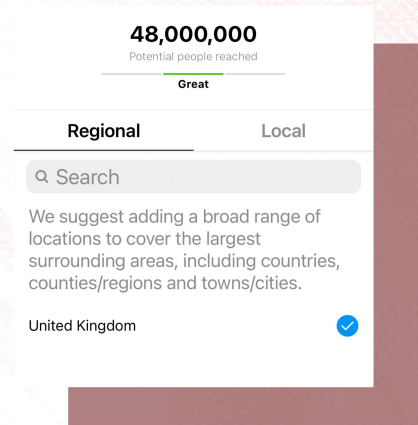 48,000,000
Potential people reached
Great
Regional
Local
Search
We suggest adding a broad range of
locations to cover the largest
surrounding areas, including countries,
counties/regions and towns/cities.
United Kingdom